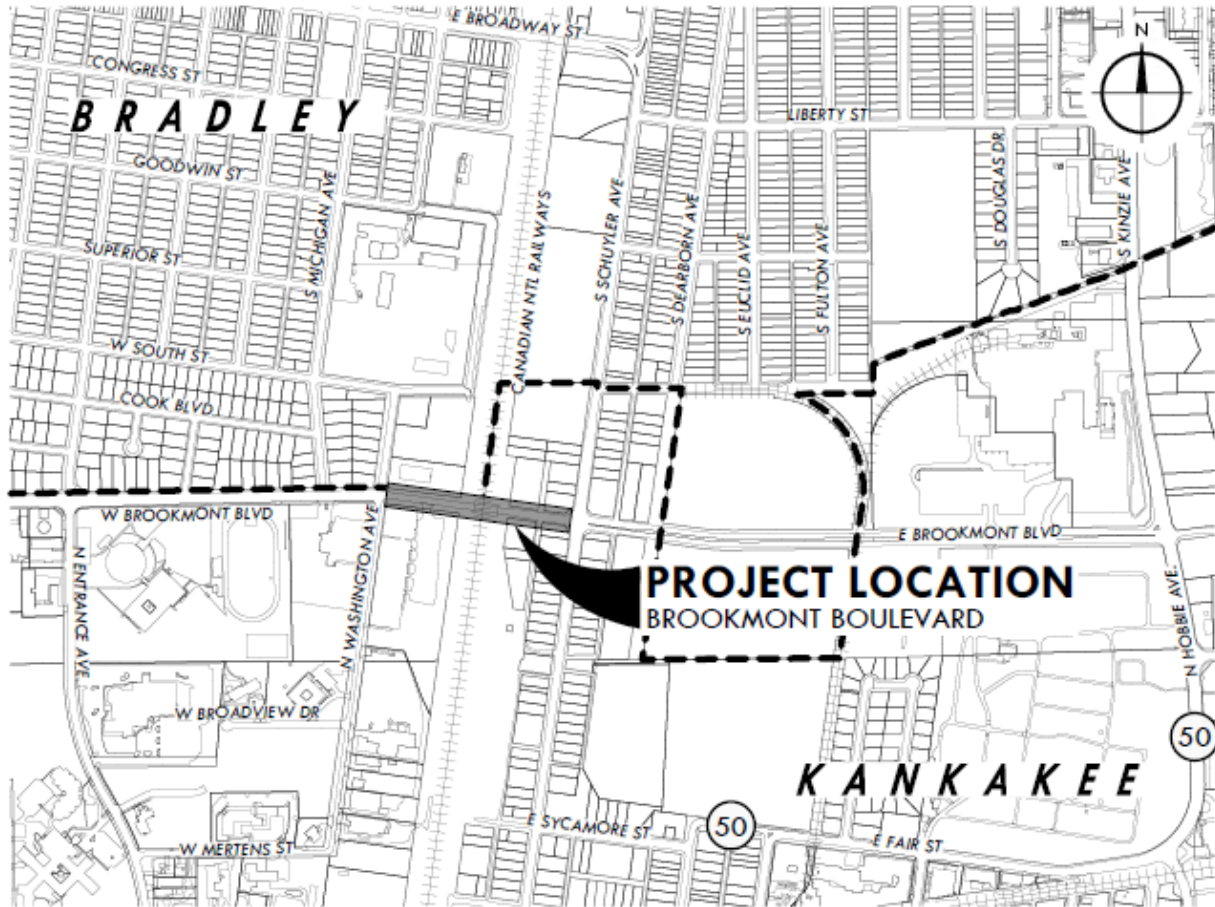 E BROADWAY ST
N
CONGRESS ST
BRADLEY
LIBERTY ST
GOODWIN ST
S MICHIGAN AVE
CANADIAN NTL RAILWAYS
S SCHUYLER AVE
S DEARBORN AVE
S EUCLID AVE
S FULTON AVE
S DOUGLAS DR
S KINZIE AVE
SUPERIOR ST
W SOUTH ST
COOK BLVD
W BROOKMONT BLVD
E BROOKMONT BLVD
N ENTRANCE AVE.
N WASHINGTON AVE
PROJECT LOCATION
BROOKMONT BOULEVARD
N HOBBIE AVE.
W BROADVIEW DR
50
KANKAKEE
E SYCAMORE ST
50
E FAIR ST
W MERTENS ST